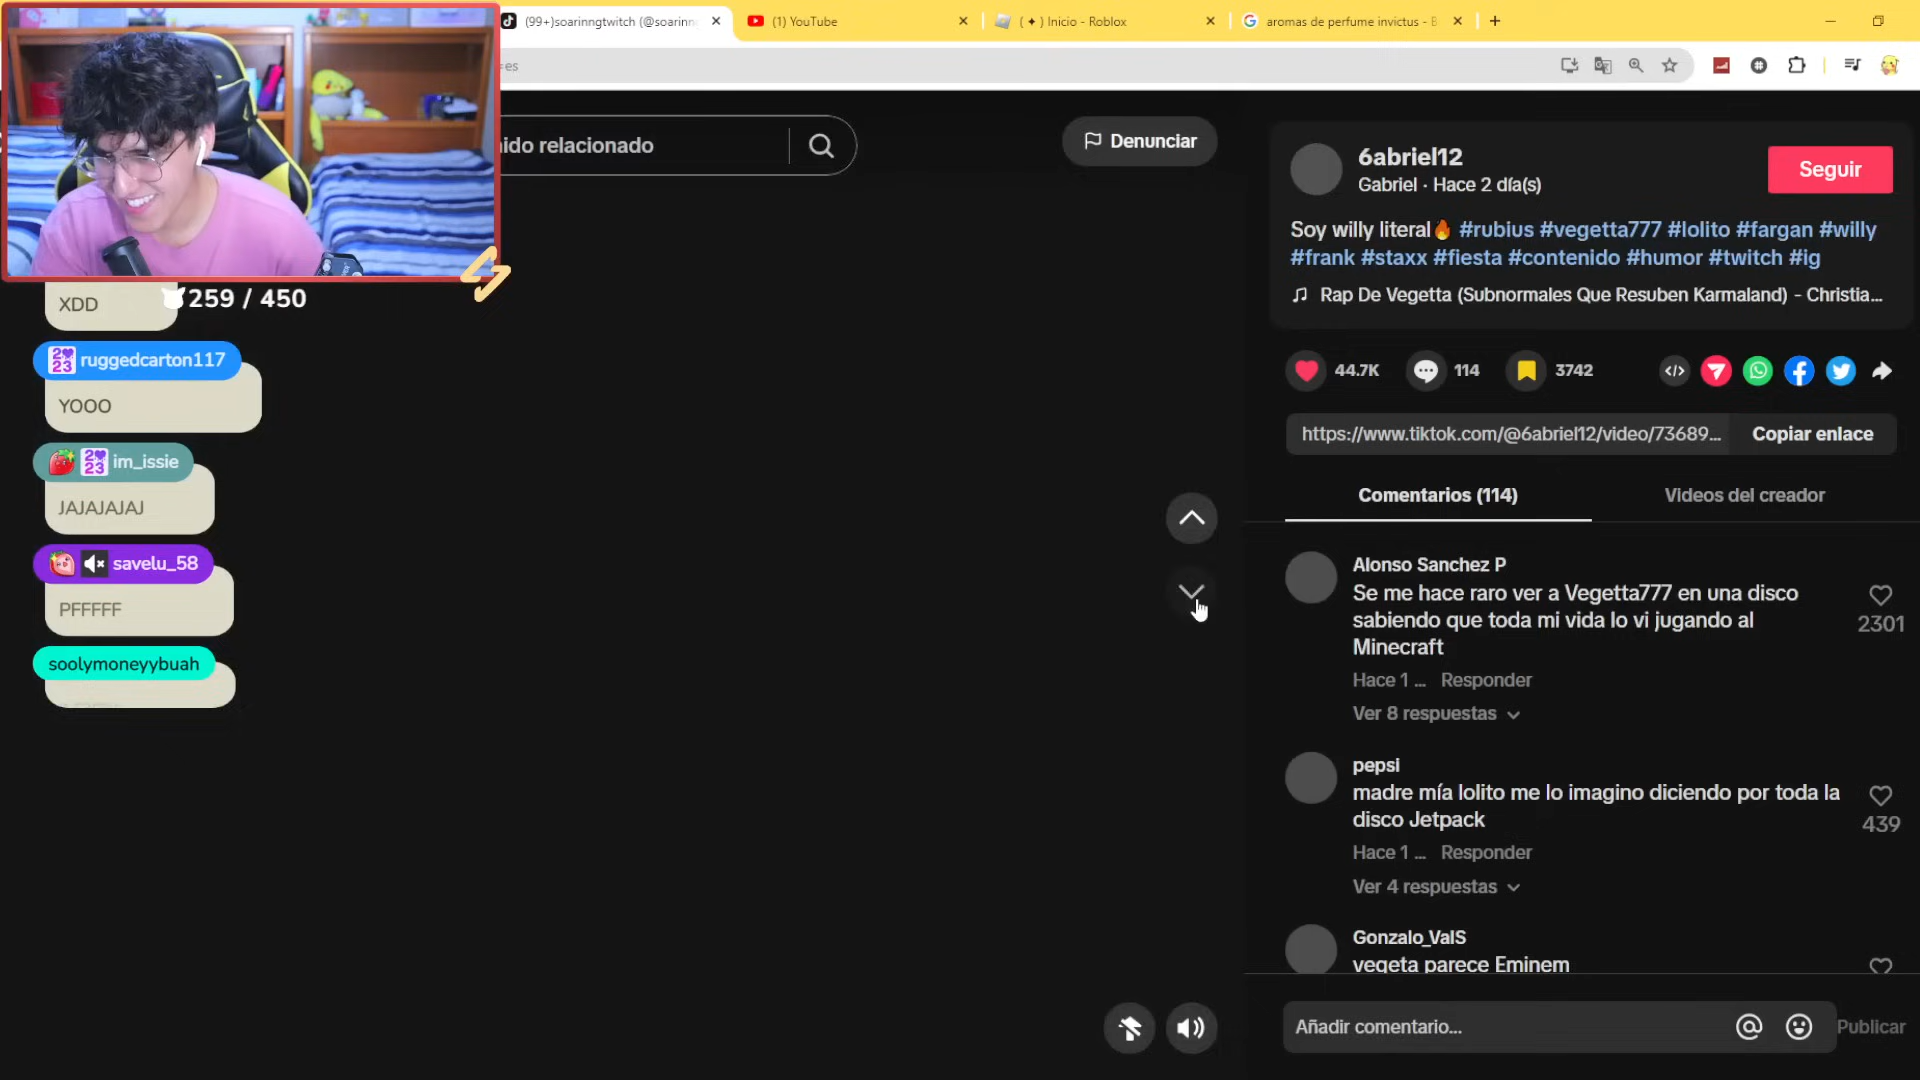 (99+)soarinngtwitch (@soarinn
(1) YouTube
( ✦ ) Inicio - Roblox
aromas de perfume invictus - B
=es
ido relacionado
Denunciar
259 / 450
XDD
2023 ruggedcarton117
YOOO
2023 im_issie
JAJAJAJAJ
savelu_58
PFFFFF
soolymoneyybuah
6abriel12
Gabriel · Hace 2 día(s)
Seguir
Soy willy literal🔥 #rubius #vegetta777 #lolito #fargan #willy
#frank #staxx #fiesta #contenido #humor #twitch #ig
Rap De Vegetta (Subnormales Que Resuben Karmaland) - Christia...
44.7K
114
3742
https://www.tiktok.com/@6abriel12/video/73689...
Copiar enlace
Comentarios (114)
Videos del creador
Alonso Sanchez P
Se me hace raro ver a Vegetta777 en una disco
sabiendo que toda mi vida lo vi jugando al
Minecraft
2301
Hace 1 ... Responder
Ver 8 respuestas
pepsi
madre mía lolito me lo imagino diciendo por toda la
disco Jetpack
439
Hace 1 ... Responder
Ver 4 respuestas
Gonzalo_ValS
vegeta parece Eminem
Añadir comentario...
Publicar